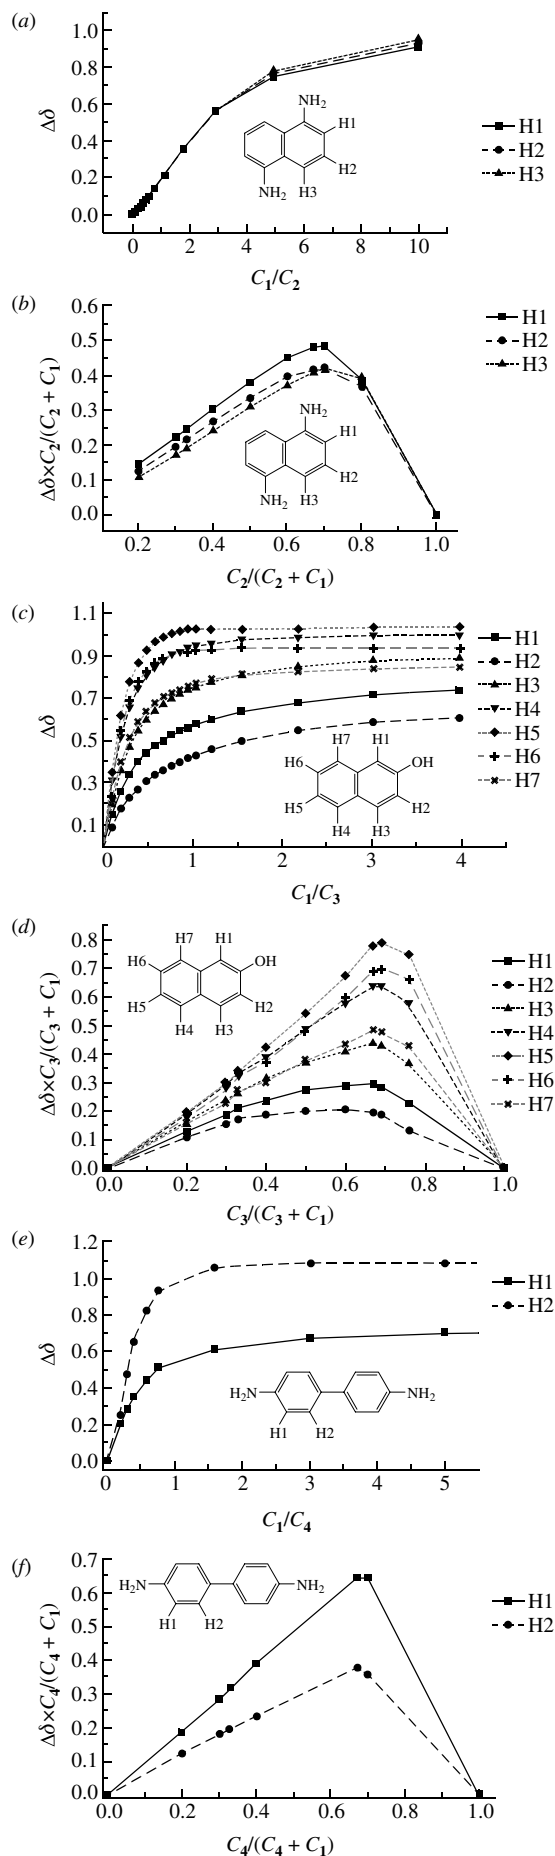 (a)
1.0
0.8
0.6
0.4
0.2
0.0
Δδ
NH₂
H1
H2
H3
NH₂
H1
H2
H3
0 2 4 6 8 10
C₁/C₂
(b)
0.6
0.5
0.4
0.3
0.2
0.1
0.0
Δδ×C₂/(C₂ + C₁)
H1
H2
H3
NH₂
H1
H2
NH₂
H3
0.2 0.4 0.6 0.8 1.0
C₂/(C₂ + C₁)
(c)
1.1
0.9
0.7
0.5
0.3
0.1
Δδ
H1
H2
H3
H4
H5
H6
H7
H7 H1
H6 OH
H5 H2
H4 H3
0 1 2 3 4
C₁/C₃
(d)
0.8
0.7
0.6
0.5
0.4
0.3
0.2
0.1
0.0
Δδ×C₃/(C₃ + C₁)
H7 H1
H6 OH
H5 H2
H4 H3
H1
H2
H3
H4
H5
H6
H7
0.0 0.2 0.4 0.6 0.8 1.0
C₃/(C₃ + C₁)
(e)
1.2
1.0
0.8
0.6
0.4
0.2
0.0
Δδ
H1
H2
H₂N NH₂
H1 H2
0 1 2 3 4 5
C₁/C₄
(f)
0.7
0.6
0.5
0.4
0.3
0.2
0.1
0.0
Δδ×C₄/(C₄ + C₁)
H₂N NH₂
H1 H2
H1
H2
0.0 0.2 0.4 0.6 0.8 1.0
C₄/(C₄ + C₁)